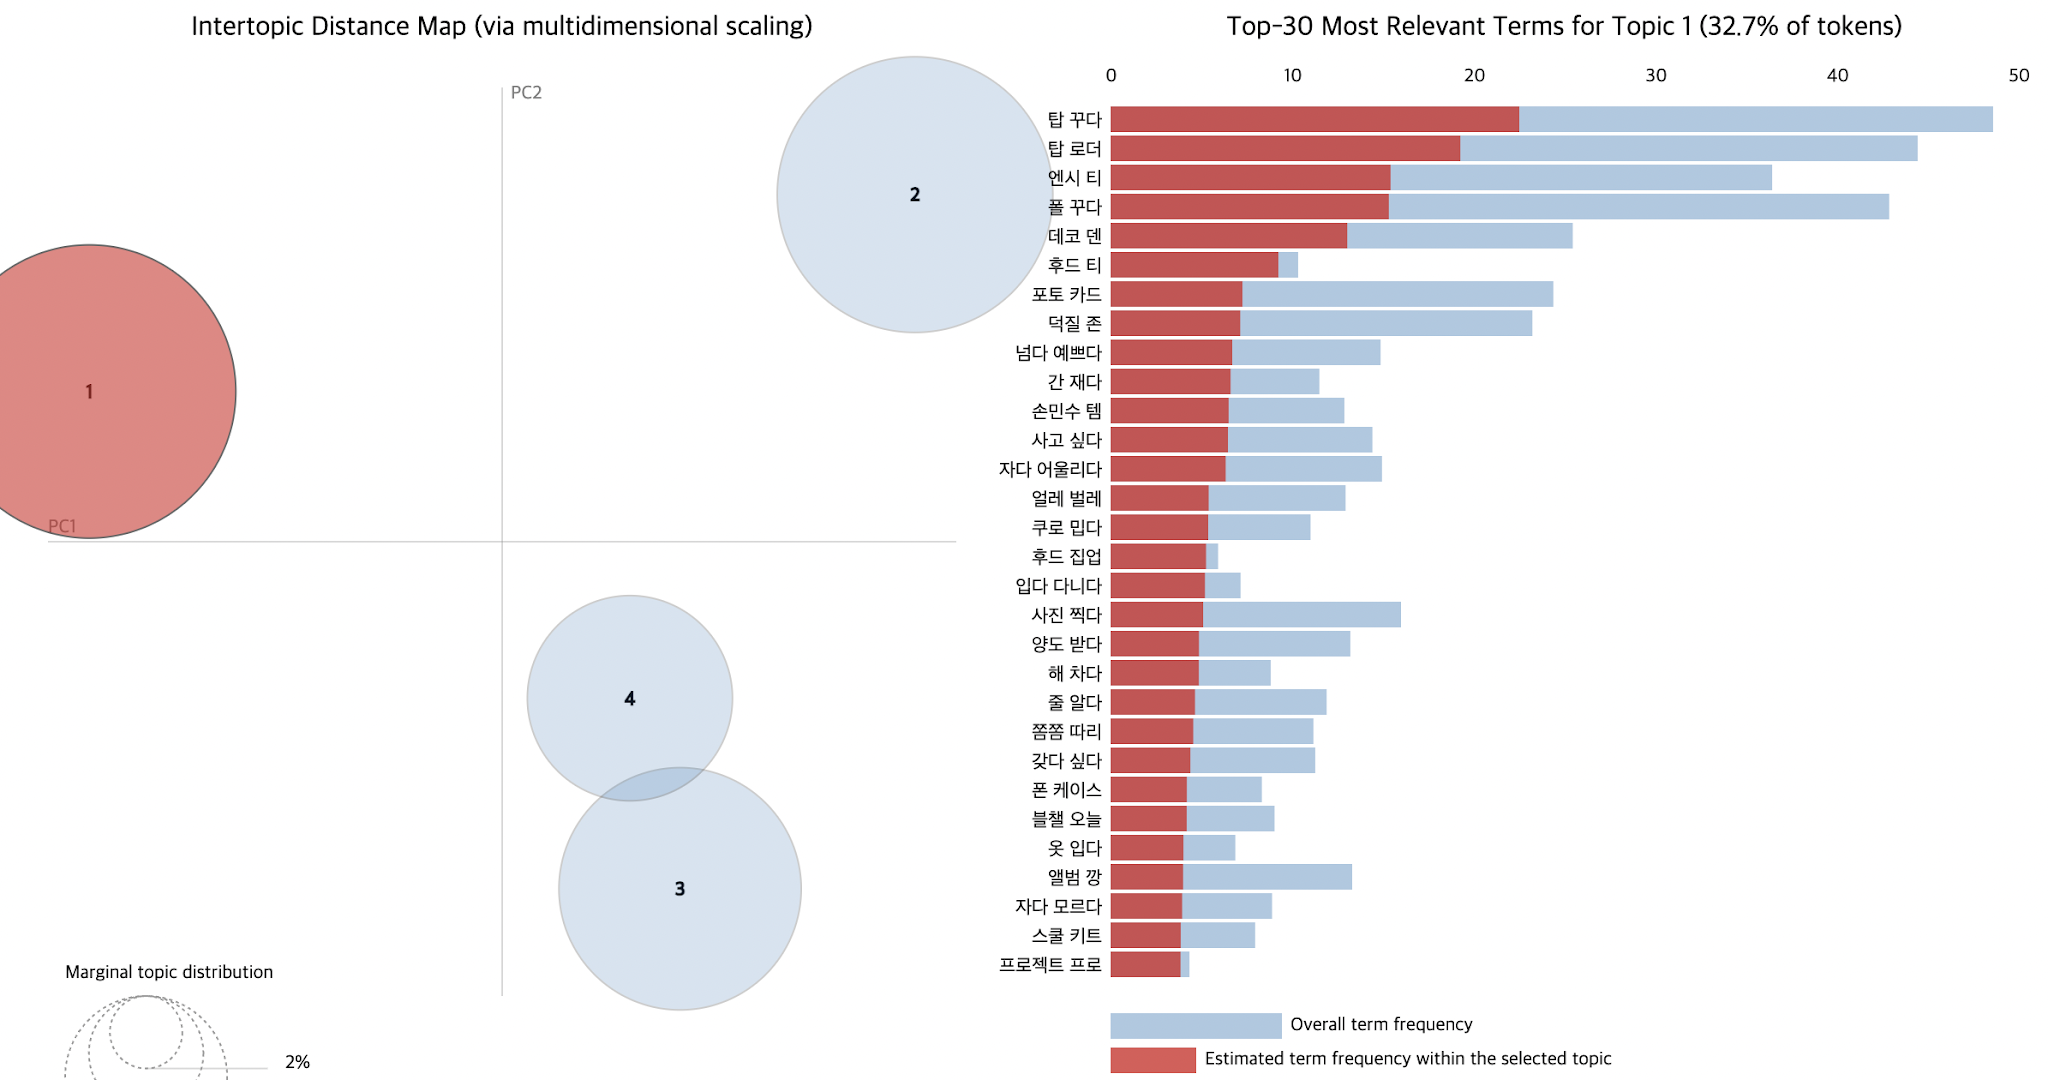 Intertopic Distance Map (via multidimensional scaling)
PC2
2
1
PC1
4
3
Marginal topic distribution
2%
Top-30 Most Relevant Terms for Topic 1 (32.7% of tokens)
0 10 20 30 40 50
탑 꾸다
탑 로더
엔시 티
폴 꾸다
데코 덴
후드 티
포토 카드
덕질 존
넘다 예쁘다
간 재다
손민수 템
사고 싶다
자다 어울리다
얼레 벌레
쿠로 밉다
후드 집업
입다 다니다
사진 찍다
양도 받다
해 차다
줄 알다
쫌쫌 따리
갖다 싶다
폰 케이스
블챌 오늘
옷 입다
앨범 깡
자다 모르다
스쿨 키트
프로젝트 프로
Overall term frequency
Estimated term frequency within the selected topic